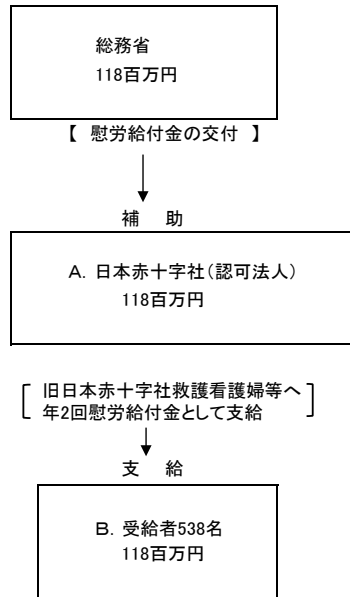 総務省
118百万円
【 慰労給付金の交付 】
補 助
A. 日本赤十字社(認可法人)
118百万円
旧日本赤十字社救護看護婦等へ
年2回慰労給付金として支給
支 給
B. 受給者538名
118百万円